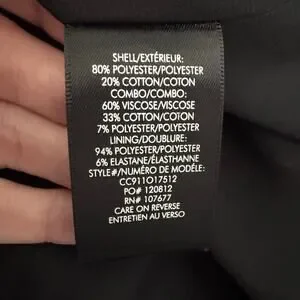 SHELL/EXTÉRIEUR:
80% POLYESTER/POLYESTER
20% COTTON/COTON
COMBO/COMBO:
60% VISCOSE/VISCOSE
33% COTTON/COTON
7% POLYESTER/POLYESTER
LINING/DOUBLURE:
94% POLYESTER/POLYESTER
6% ELASTANE/ÉLASTHANNE
STYLE#/NUMÉRO DE MODÈLE:
CC911O17512
PO# 120812
RN# 107677
CARE ON REVERSE
ENTRETIEN AU VERSO